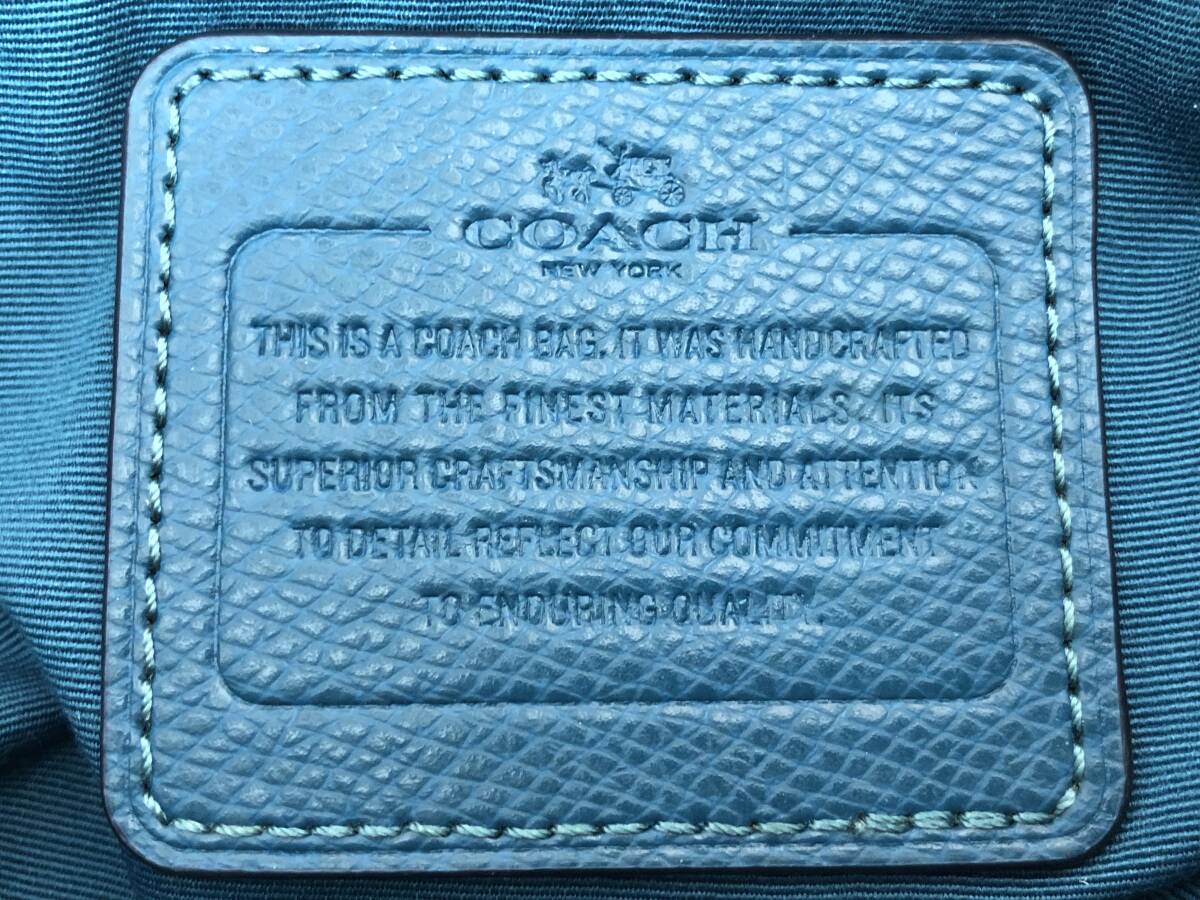 COACH
NEW YORK
THIS IS A COACH BAG. IT WAS HANDCRAFTED
FROM THE FINEST MATERIALS. ITS
SUPERIOR CRAFTSMANSHIP AND ATTENTION
TO DETAIL REFLECT OUR COMMITMENT
TO ENDURING QUALITY.